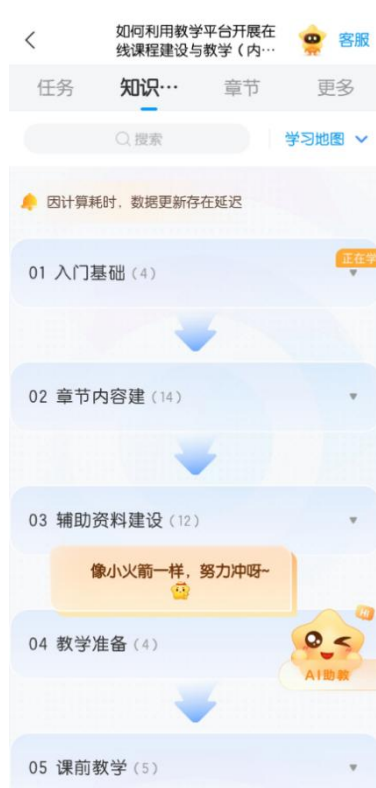 如何利用教学平台开展在
线课程建设与教学（内…
客服
任务 知识… 章节 更多
搜索
学习地图
因计算耗时，数据更新存在延迟
正在学
01 入门基础（4）
02 章节内容建（14）
03 辅助资料建设（12）
像小火箭一样，努力冲呀~
HI
04 教学准备（4）
AI助教
05 课前教学（5）